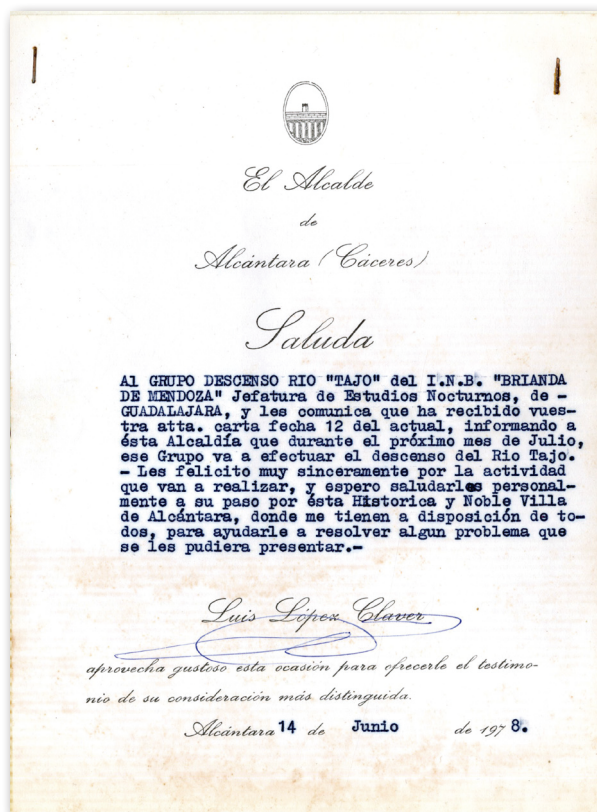 El Alcalde
de
Alcántara (Cáceres)
Saluda
Al GRUPO DESCENSO RIO "TAJO" del I.N.B. "BRIANDA
DE MENDOZA" Jefatura de Estudios Nocturnos, de -
GUADALAJARA, y les comunica que ha recibido vues-
tra atta. carta fecha 12 del actual, informando a
ésta Alcaldía que durante el próximo mes de Julio,
ese Grupo va a efectuar el descenso del Rio Tajo.
- Les felicito muy sinceramente por la actividad
que van a realizar, y espero saludarles personal-
mente a su paso por ésta Historica y Noble Villa
de Alcántara, donde me tienen a disposición de to-
dos, para ayudarle a resolver algun problema que
se les pudiera presentar.-
Luis López Claver
aprovecha gustoso esta ocasión para ofrecerle el testimo-
nio de su consideración más distinguida.
Alcántara 14 de Junio de 1978.